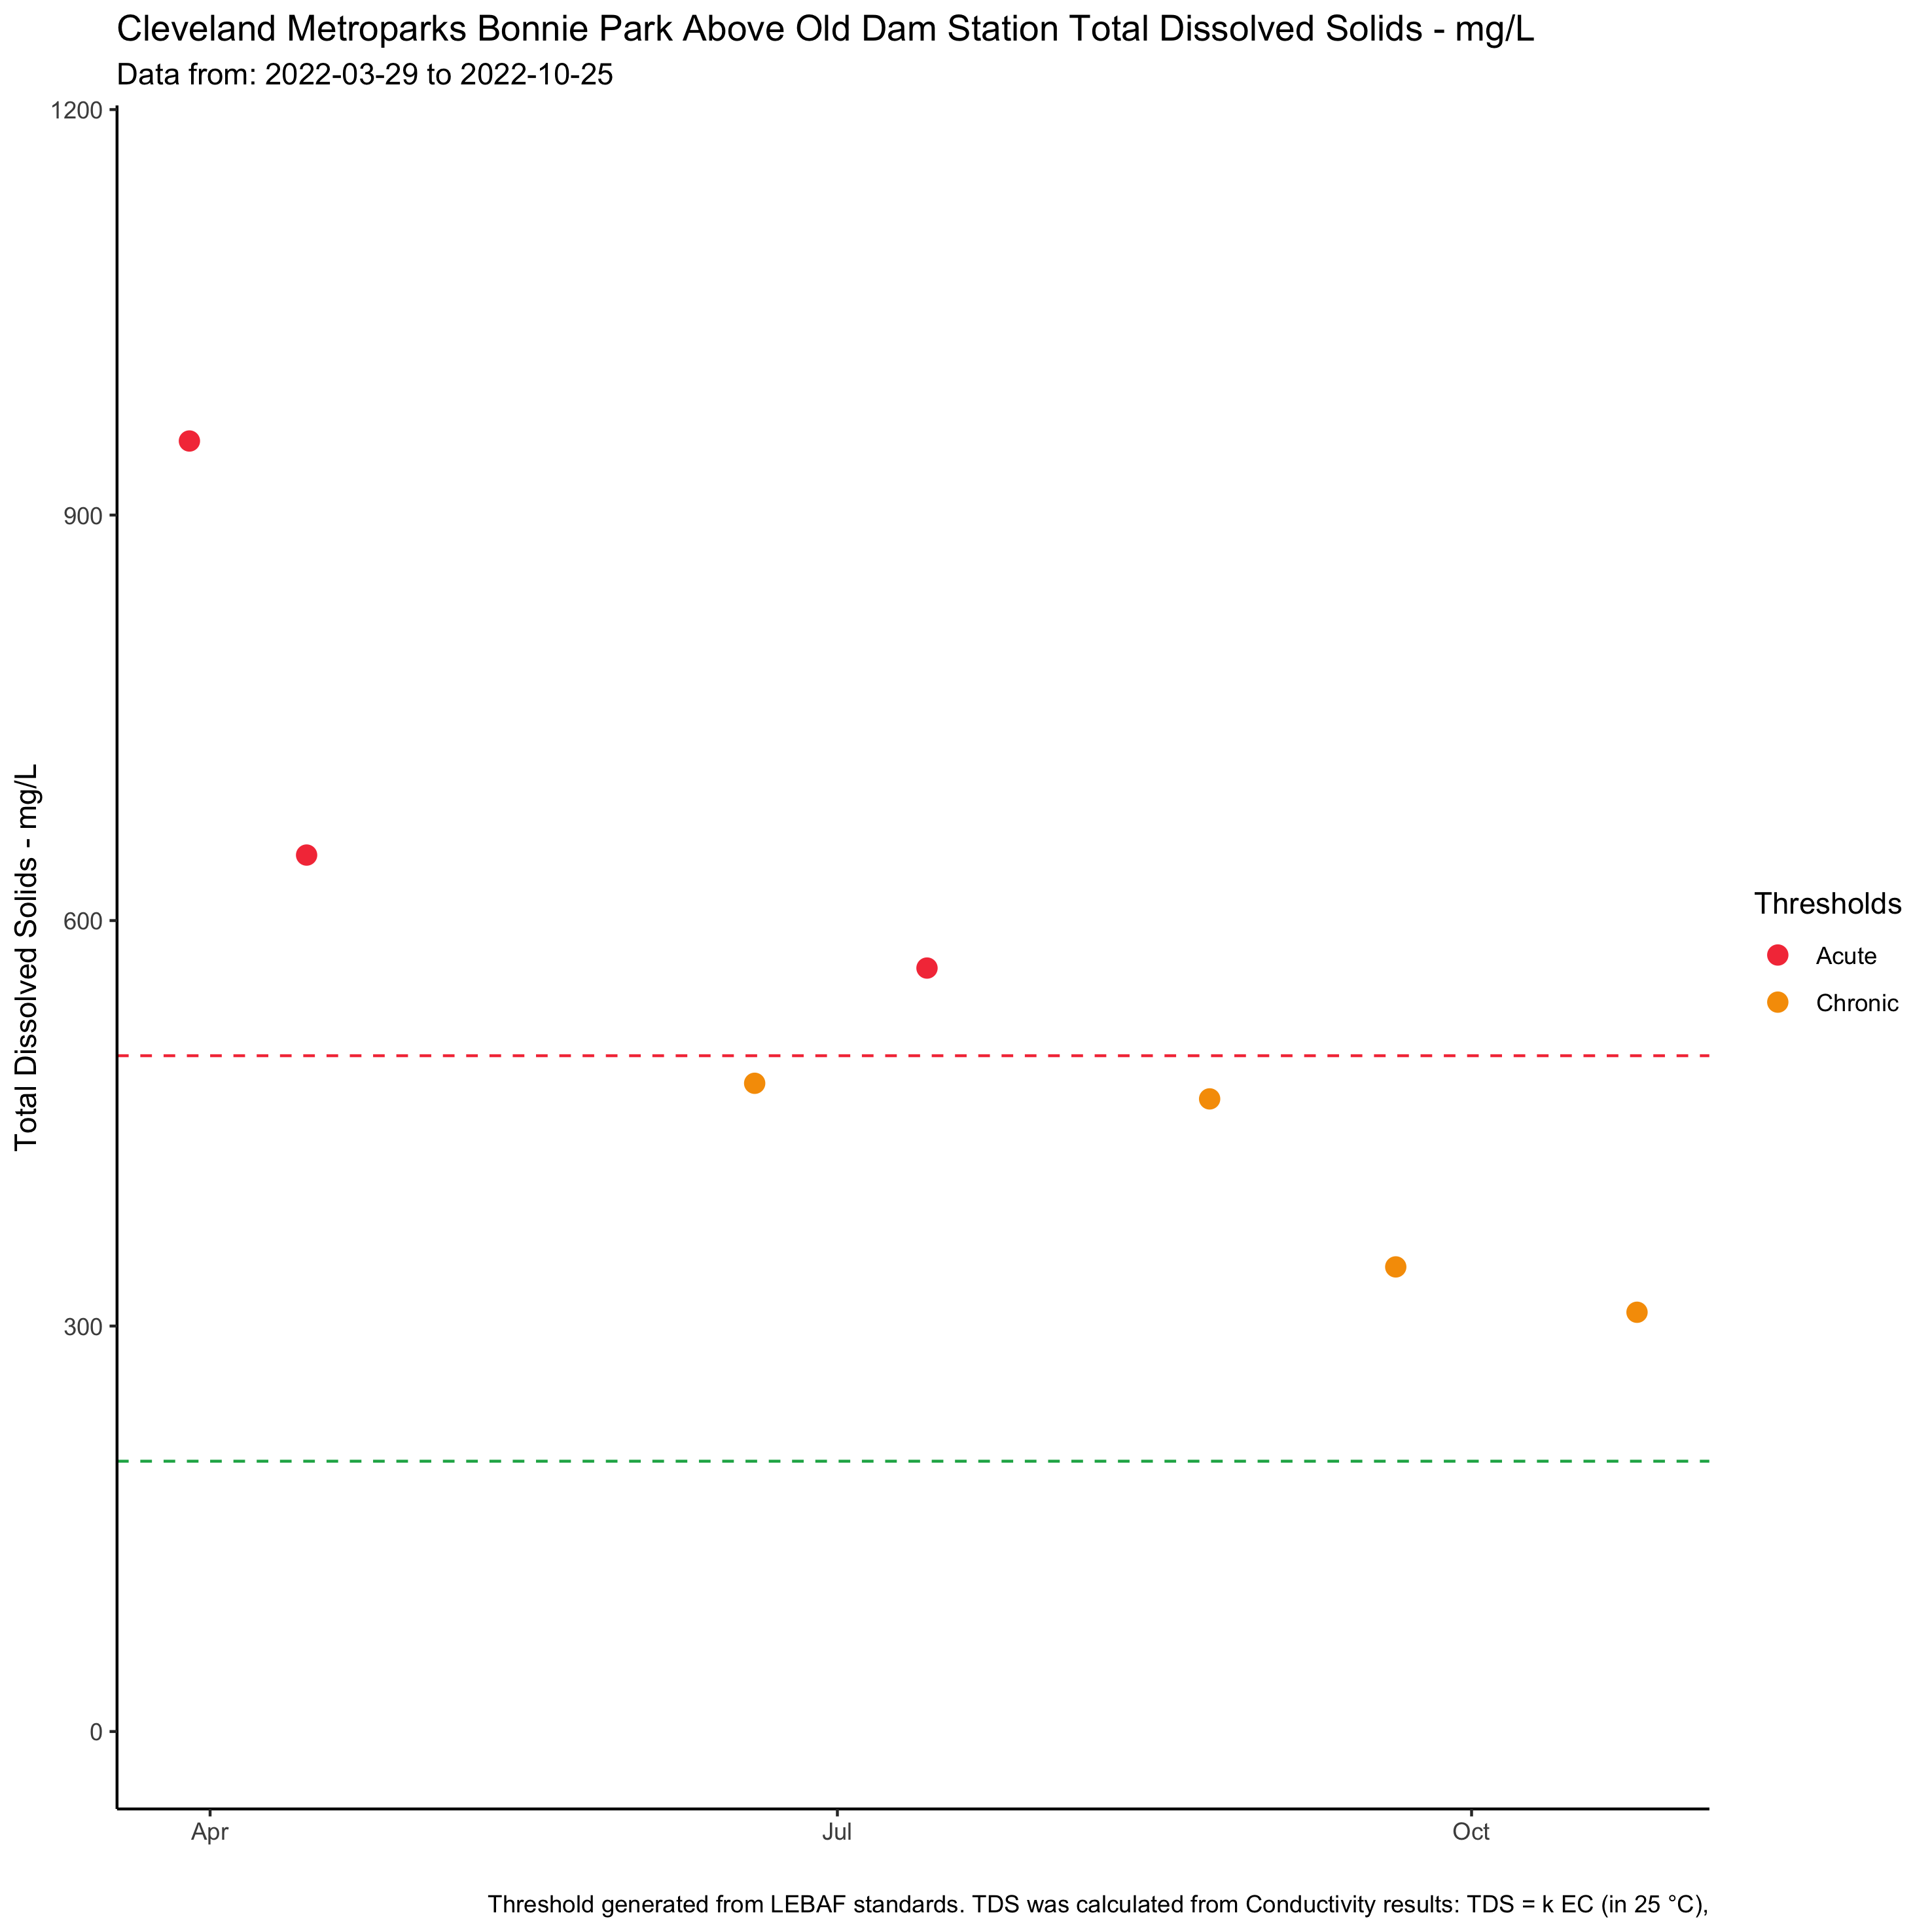 Cleveland Metroparks Bonnie Park Above Old Dam Station Total Dissolved Solids - mg/L
Data from: 2022-03-29 to 2022-10-25
1200
900
600
300
0
Total Dissolved Solids - mg/L
Apr
Jul
Oct
Thresholds
Acute
Chronic
Threshold generated from LEBAF standards. TDS was calculated from Conductivity results: TDS = k EC (in 25 °C),